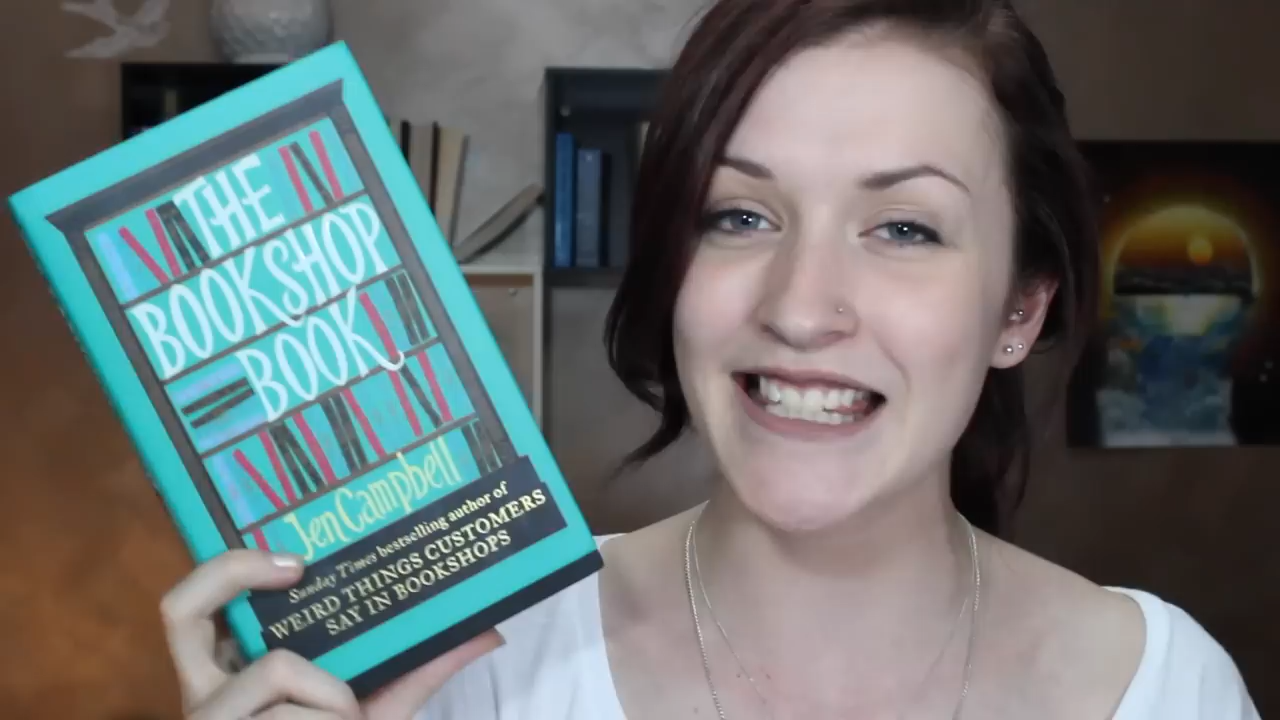 THE
BOOKSHOP
BOOK
Jen Campbell
Sunday Times bestselling author of
WEIRD THINGS CUSTOMERS
SAY IN BOOKSHOPS